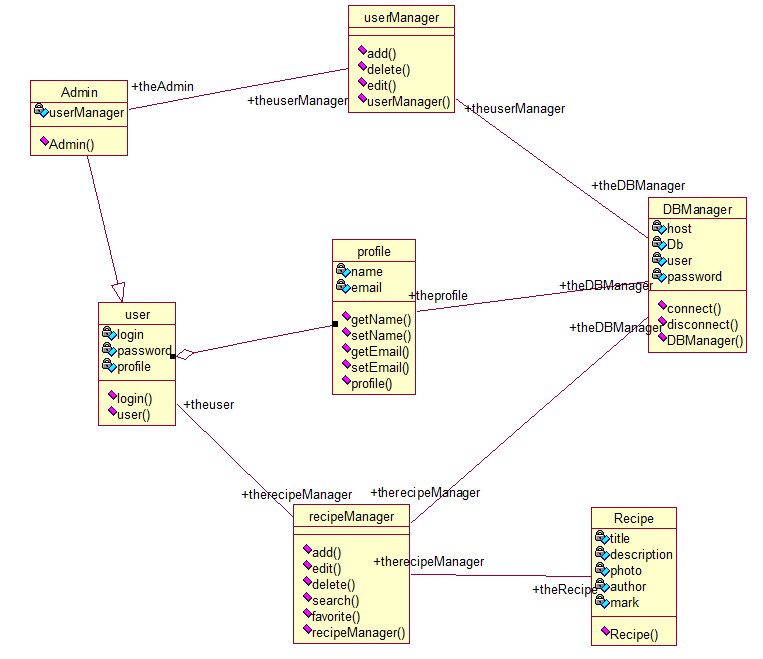 userManager
add()
delete()
edit()
userManager()
Admin
userManager
Admin()
+theAdmin
+theuserManager
+theuserManager
+theDBManager
DBManager
host
Db
user
password
connect()
disconnect()
DBManager()
profile
name
email
getName()
setName()
getEmail()
setEmail()
profile()
+theprofile
+theDBManager
+theDBManager
user
login
password
profile
login()
user()
+theuser
+therecipeManager
+therecipeManager
recipeManager
add()
edit()
delete()
search()
favorite()
recipeManager()
+therecipeManager
+theRecipe
Recipe
title
description
photo
author
mark
Recipe()